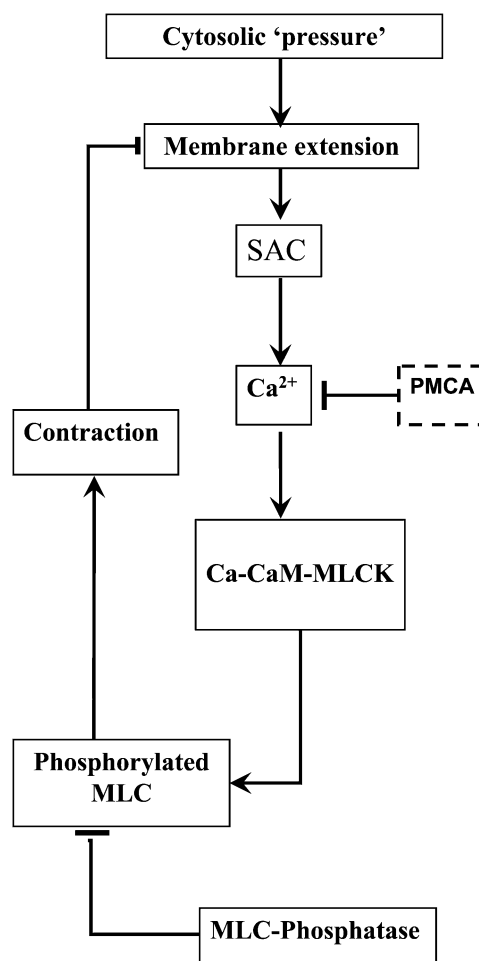 Cytosolic ‘pressure’
Membrane extension
SAC
Ca²⁺
PMCA
Contraction
Ca-CaM-MLCK
Phosphorylated
MLC
MLC-Phosphatase